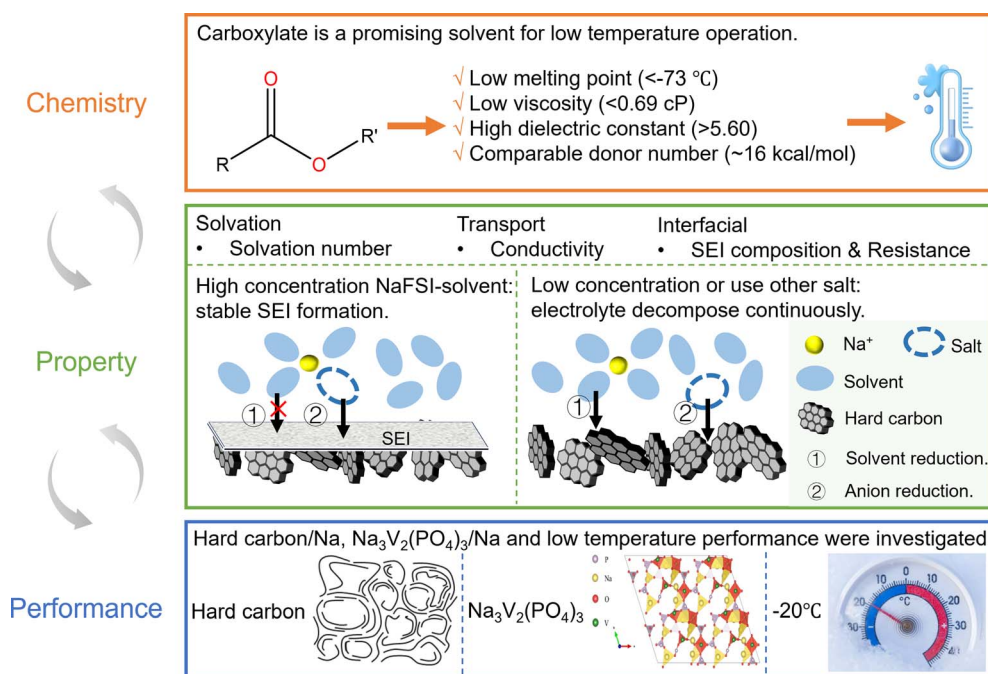 Chemistry
Carboxylate is a promising solvent for low temperature operation.
O
R
O
R'
√ Low melting point (<-73 ℃)
√ Low viscosity (<0.69 cP)
√ High dielectric constant (>5.60)
√ Comparable donor number (~16 kcal/mol)
Property
Solvation
• Solvation number
Transport
• Conductivity
Interfacial
• SEI composition & Resistance
High concentration NaFSI-solvent:
stable SEI formation.
①
②
SEI
Low concentration or use other salt:
electrolyte decompose continuously.
①
②
Na⁺
Salt
Solvent
Hard carbon
① Solvent reduction.
② Anion reduction.
Performance
Hard carbon/Na, Na₃V₂(PO₄)₃/Na and low temperature performance were investigated
Hard carbon
Na₃V₂(PO₄)₃
P
Na
O
V
-20℃
0
10
10
20
20
30
30
℃